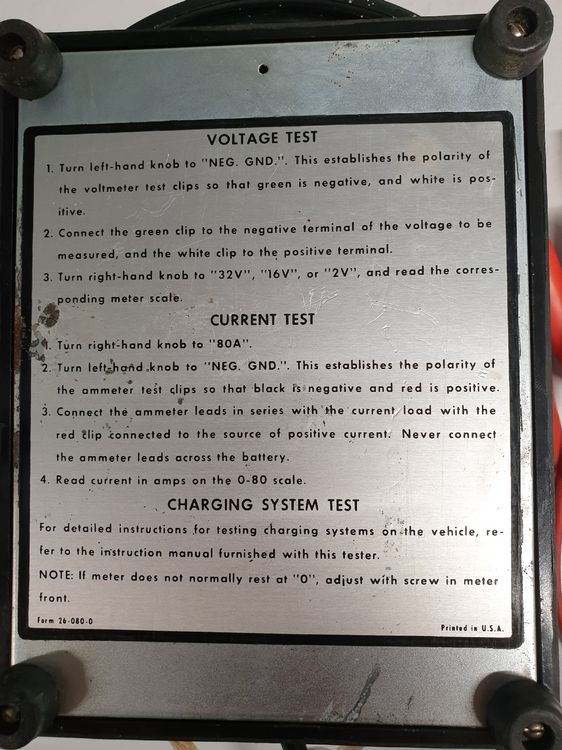 VOLTAGE TEST
1. Turn left-hand knob to "NEG. GND.". This establishes the polarity of
the voltmeter test clips so that green is negative, and white is pos-
itive.
2. Connect the green clip to the negative terminal of the voltage to be
measured, and the white clip to the positive terminal.
3. Turn right-hand knob to "32V", "16V", or "2V", and read the corres-
ponding meter scale.
CURRENT TEST
1. Turn right-hand knob to "80A".
2. Turn left-hand knob to "NEG. GND.". This establishes the polarity of
the ammeter test clips so that black is negative and red is positive.
3. Connect the ammeter leads in series with the current load with the
red clip connected to the source of positive current. Never connect
the ammeter leads across the battery.
4. Read current in amps on the 0-80 scale.
CHARGING SYSTEM TEST
For detailed instructions for testing charging systems on the vehicle, re-
fer to the instruction manual furnished with this tester.
NOTE: If meter does not normally rest at "0", adjust with screw in meter
front.
Form 26-080-0
Printed in U.S.A.